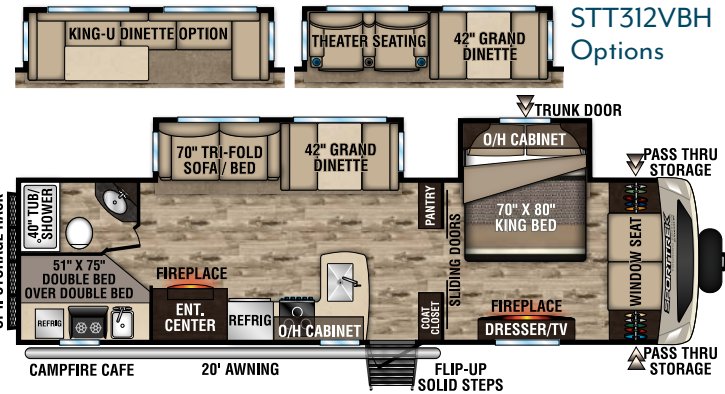 STT312VBH
Options
KING-U DINETTE OPTION
THEATER SEATING
42" GRAND
DINETTE
TRUNK DOOR
O/H CABINET
PASS THRU
STORAGE
70" TRI-FOLD
SOFA / BED
42" GRAND
DINETTE
40" TUB/
SHOWER
PANTRY
SLIDING DOORS
70" X 80"
KING BED
WINDOW SEAT
SPORTTREK
51" X 75"
DOUBLE BED
OVER DOUBLE BED
FIREPLACE
ENT.
CENTER
REFRIG
O/H CABINET
COAT
CLOSET
FIREPLACE
DRESSER/TV
REFRIG
CAMPFIRE CAFE
20' AWNING
FLIP-UP
SOLID STEPS
PASS THRU
STORAGE